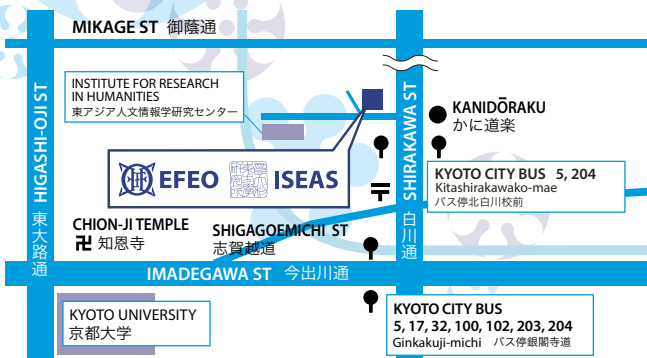 MIKAGE ST 御蔭通
INSTITUTE FOR RESEARCH
IN HUMANITIES
東アジア人文情報学研究センター
HIGASHI-OJI ST 東大路通
SHIRAKAWA ST 白川通
KANIDŌRAKU
かに道楽
EFEO ISEAS
KYOTO CITY BUS 5, 204
Kitashirakawako-mae
バス停北白川校前
CHION-JI TEMPLE
卍 知恩寺
SHIGAGOEMICHI ST
志賀越道
IMADEGAWA ST 今出川通
KYOTO UNIVERSITY
京都大学
KYOTO CITY BUS
5, 17, 32, 100, 102, 203, 204
Ginkakuji-michi バス停銀閣寺道